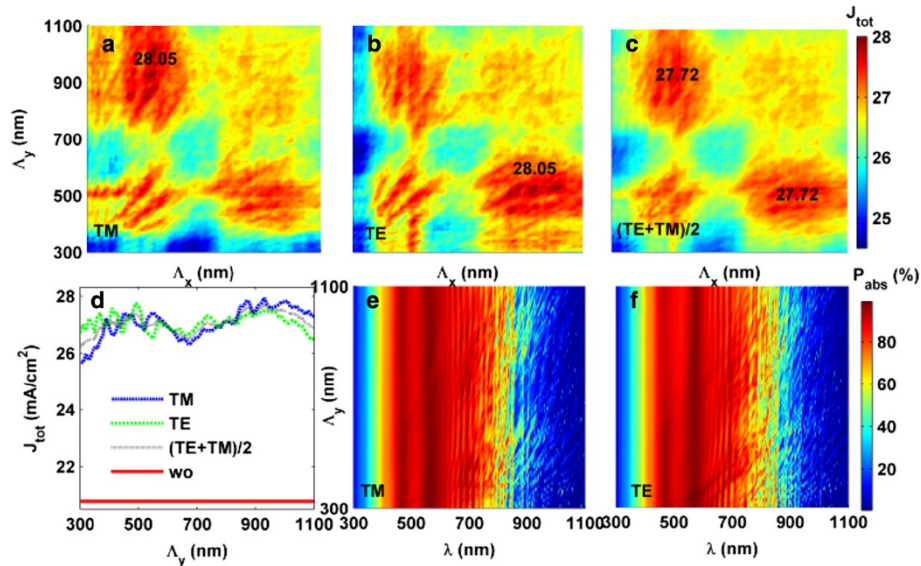 a
b
c
J_tot
28.05
28.05
27.72
27.72
TM
TE
(TE+TM)/2
1100
900
700
500
300
Λ_y (nm)
28
27
26
25
Λ_x (nm)
Λ_x (nm)
Λ_x (nm)
d
e
f
P_abs (%)
28
26
24
22
J_tot (mA/cm²)
TM
TE
(TE+TM)/2
wo
300 500 700 900 1100
Λ_y (nm)
1100
300
Λ_y (nm)
TM
500 700 900 1100
λ (nm)
TE
300 500 700 900 1100
λ (nm)
80
60
40
20